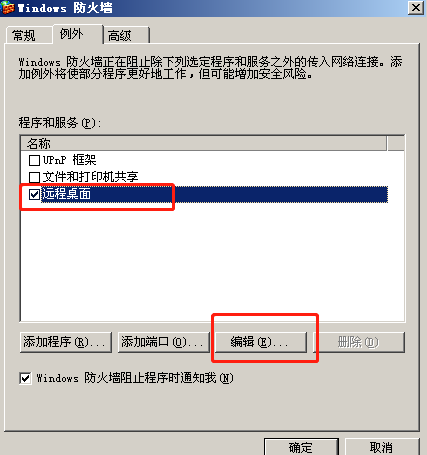 Windows 防火墙
常规 例外 高级
Windows 防火墙正在阻止除下列选定程序和服务之外的传入网络连接。添
加例外将使部分程序更好地工作，但可能增加安全风险。
程序和服务(P):
名称
UPnP 框架
文件和打印机共享
远程桌面
添加程序(R)... 添加端口(O)... 编辑(E)... 删除(D)
Windows 防火墙阻止程序时通知我(N)
确定 取消